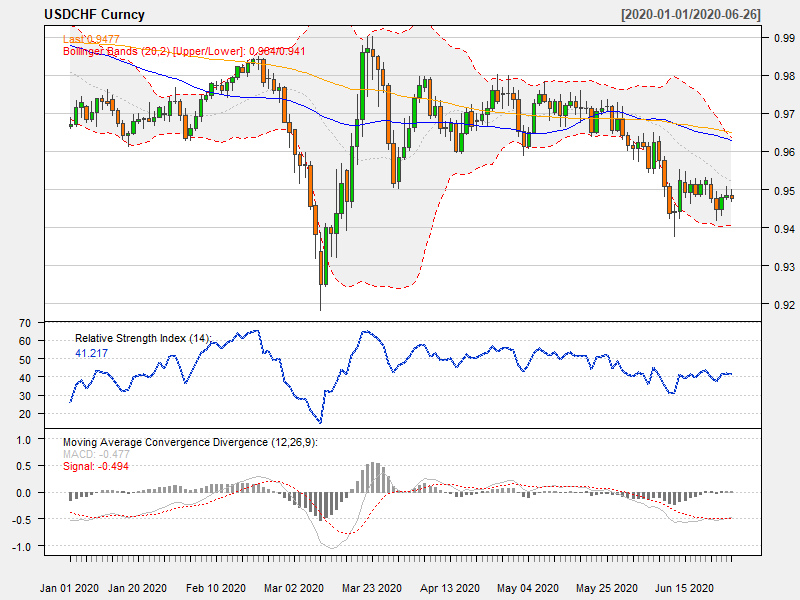 USDCHF Curncy [2020-01-01/2020-06-26]
Last 0.9477
Bollinger Bands (20,2) [Upper/Lower]: 0.964/0.941
0.99
0.98
0.97
0.96
0.95
0.94
0.93
0.92
Relative Strength Index (14):
41.217
70
60
50
40
30
20
Moving Average Convergence Divergence (12,26,9):
MACD: -0.477
Signal: -0.494
1.0
0.5
0.0
-0.5
-1.0
Jan 01 2020 Jan 20 2020 Feb 10 2020 Mar 02 2020 Mar 23 2020 Apr 13 2020 May 04 2020 May 25 2020 Jun 15 2020